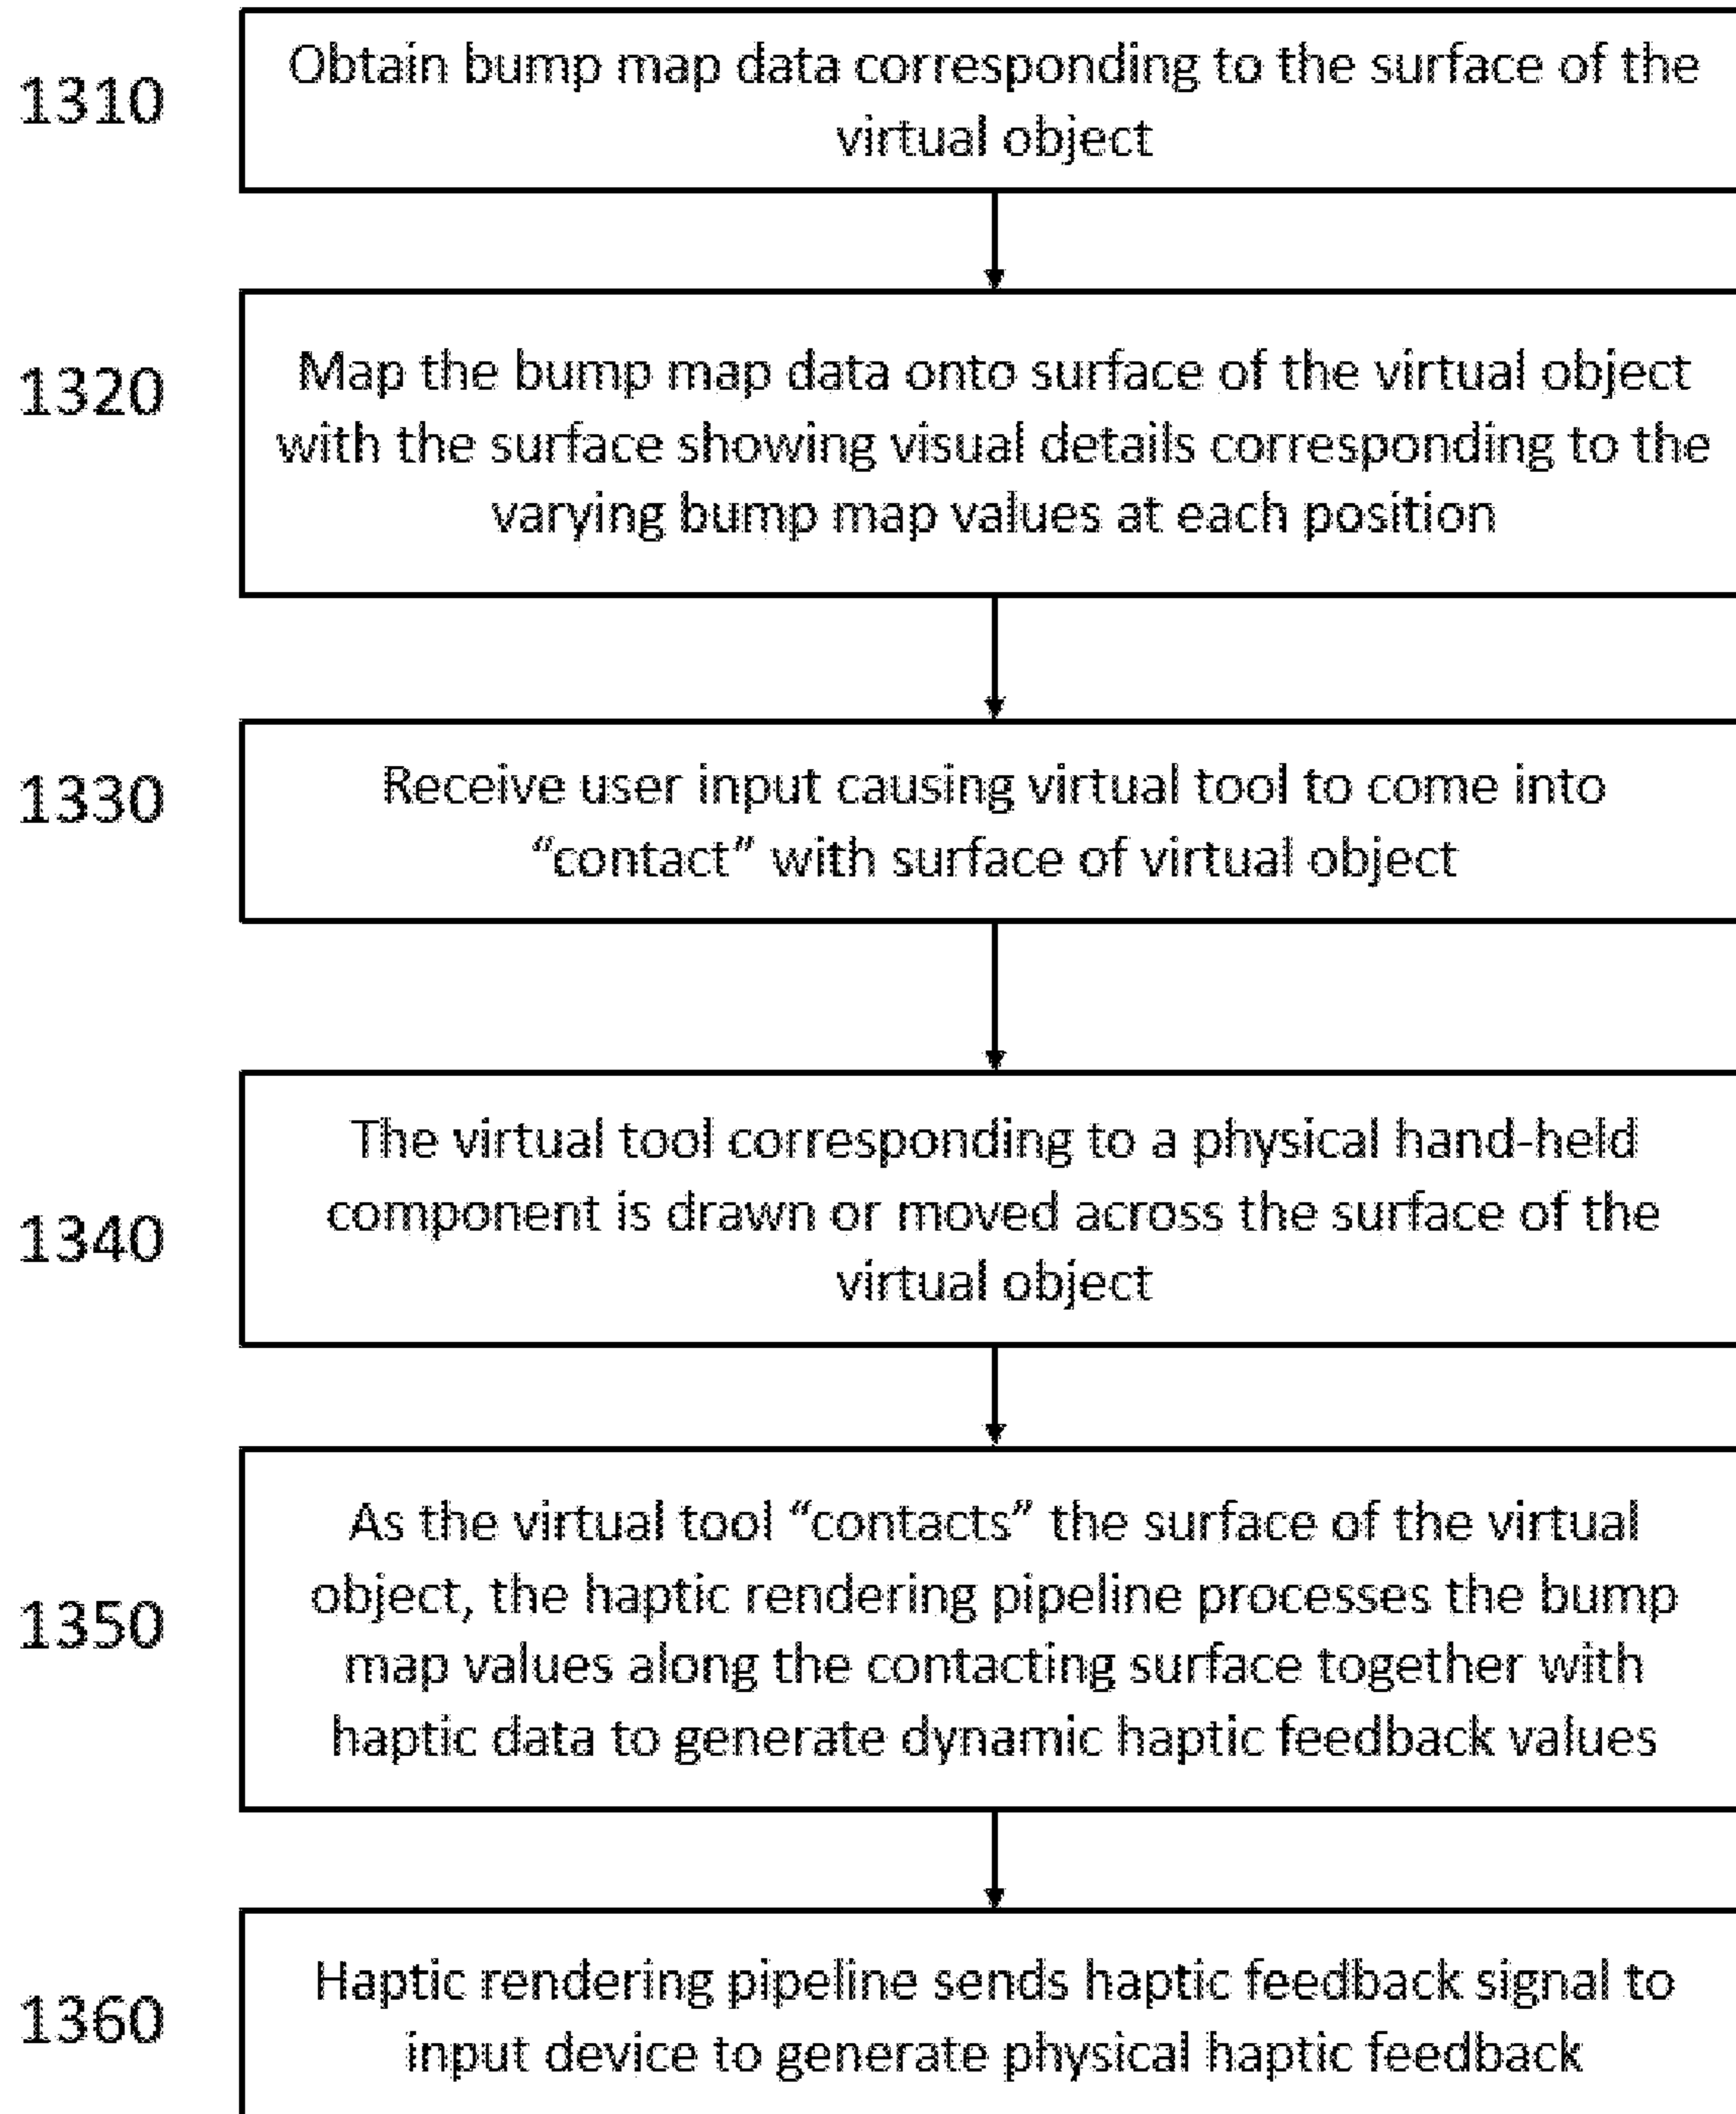 1310
Obtain bump map data corresponding to the surface of the
virtual object
1320
Map the bump map data onto surface of the virtual object
with the surface showing visual details corresponding to the
varying bump map values at each position
1330
Receive user input causing virtual tool to come into
“contact” with surface of virtual object
1340
The virtual tool corresponding to a physical hand-held
component is drawn or moved across the surface of the
virtual object
1350
As the virtual tool “contacts” the surface of the virtual
object, the haptic rendering pipeline processes the bump
map values along the contacting surface together with
haptic data to generate dynamic haptic feedback values
1360
Haptic rendering pipeline sends haptic feedback signal to
input device to generate physical haptic feedback